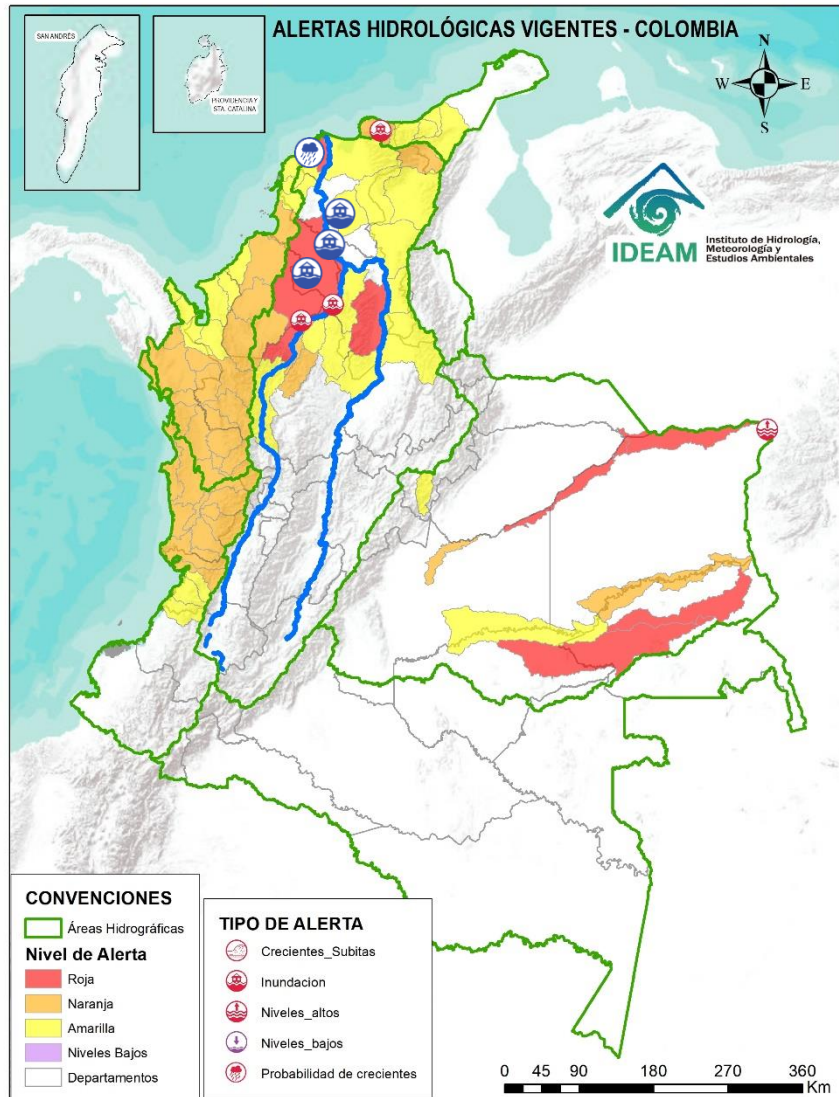 ALERTAS HIDROLÓGICAS VIGENTES - COLOMBIA
SAN ANDRÉS
PROVIDENCIA Y
STA. CATALINA
N
W
E
S
IDEAM
Instituto de Hidrología,
Meteorología y
Estudios Ambientales
CONVENCIONES
Áreas Hidrográficas
Nivel de Alerta
Roja
Naranja
Amarilla
Niveles Bajos
Departamentos
TIPO DE ALERTA
Crecientes_Subitas
Inundacion
Niveles_altos
Niveles_bajos
Probabilidad de crecientes
0 45 90 180 270 360
Km